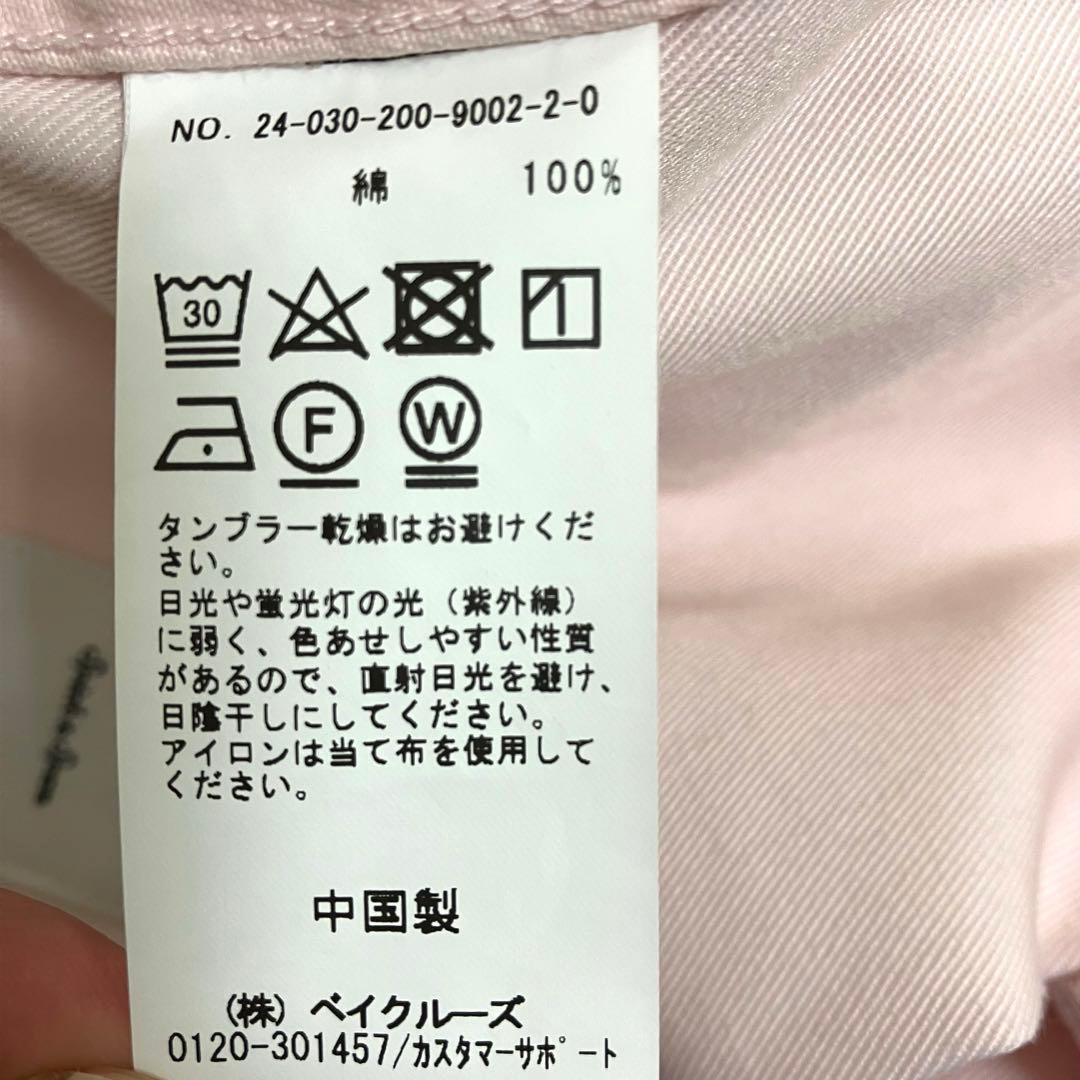 NO. 24-030-200-9002-2-0
綿 100%
30
F
W
タンブラー乾燥はお避けくだ
さい。
日光や蛍光灯の光（紫外線）
に弱く、色あせしやすい性質
があるので、直射日光を避け、
日陰干しにしてください。
アイロンは当て布を使用して
ください。
中国製
(株) ベイクルーズ
0120-301457/カスタマーサポート